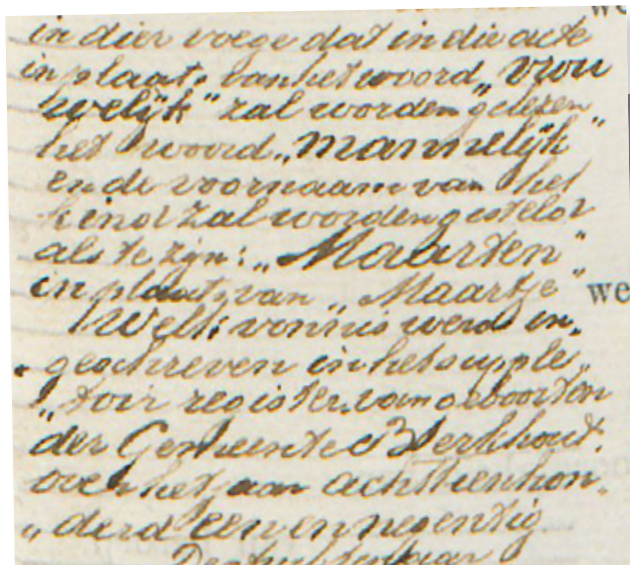 in dier voege dat in die acte
in plaats van het woord „vrou
welijk" zal worden gelezen
het woord „mannelijk"
en de voornaam van het
kind zal worden gesteld
als te zijn: „Maarten"
in plaats van „Maartje"
we
Welk vonnis werd in„
„geschreven in het supple„
„toir register van geboorten
der Gemeente Berkhout.
over het jaar achttienhon„
„derd een en negentig